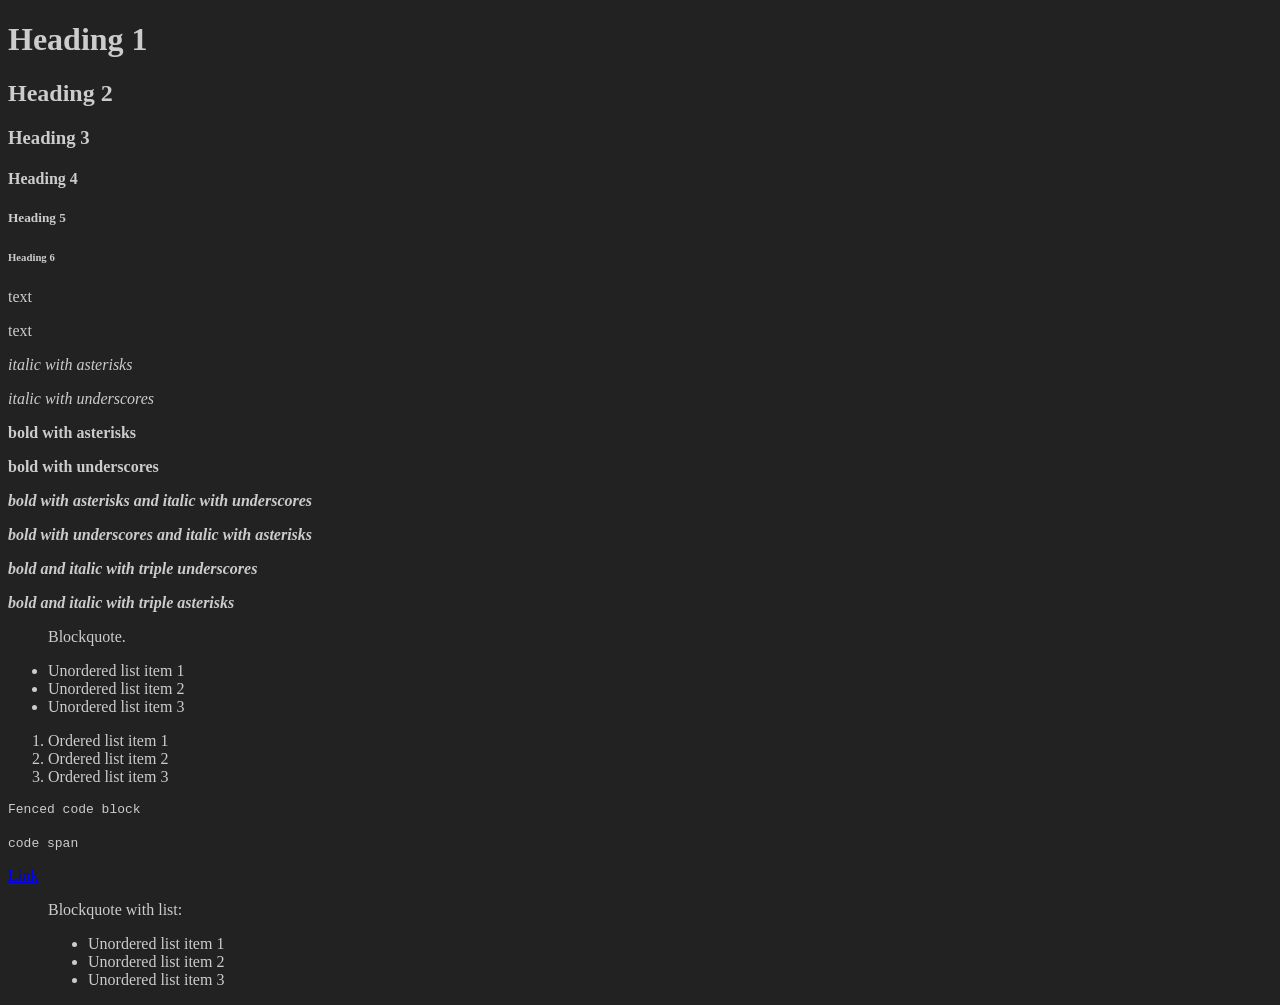 Heading 1
Heading 2
Heading 3
Heading 4
Heading 5
Heading 6
text
text
italic with asterisks
italic with underscores
bold with asterisks
bold with underscores
bold with asterisks and italic with underscores
bold with underscores and italic with asterisks
bold and italic with triple underscores
bold and italic with triple asterisks
Blockquote.
• Unordered list item 1
• Unordered list item 2
• Unordered list item 3
1. Ordered list item 1
2. Ordered list item 2
3. Ordered list item 3
Fenced code block
code span
Link
Blockquote with list:
• Unordered list item 1
• Unordered list item 2
• Unordered list item 3